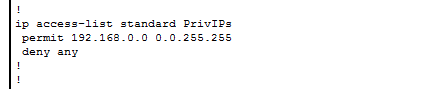 !
ip access-list standard PrivIPs
 permit 192.168.0.0 0.0.255.255
 deny any
!
!